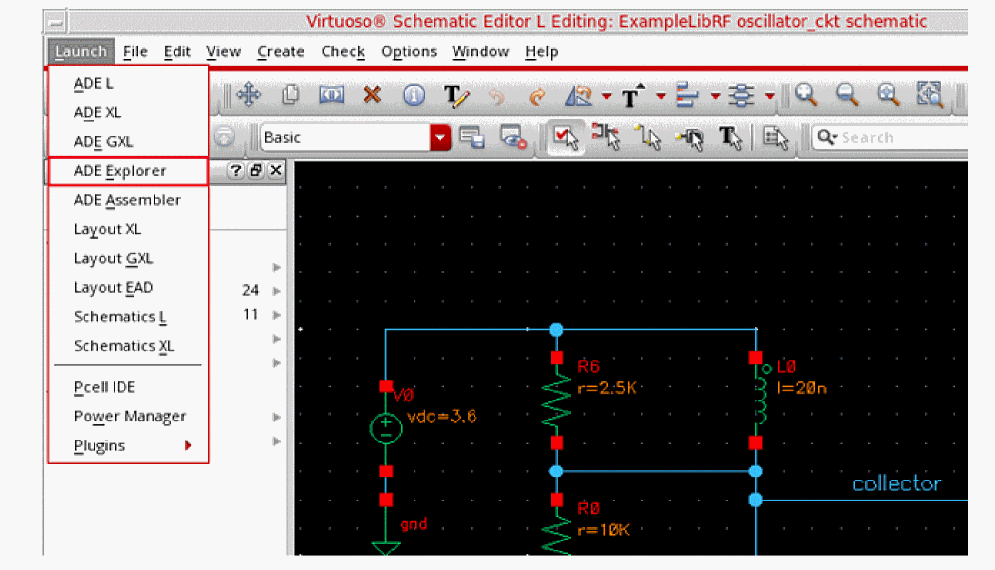 Virtuoso® Schematic Editor L Editing: ExampleLibRF oscillator_ckt schematic
Launch File Edit View Create Check Options Window Help
ADE L
ADE XL
ADE GXL
Basic
Search
ADE Explorer
ADE Assembler
Layout XL
Layout GXL
Layout EAD
24
Schematics L
11
Schematics XL
Pcell IDE
Power Manager
Plugins
R6
r=2.5K
L0
l=20n
V0
vdc=3.6
collector
R0
r=10K
gnd